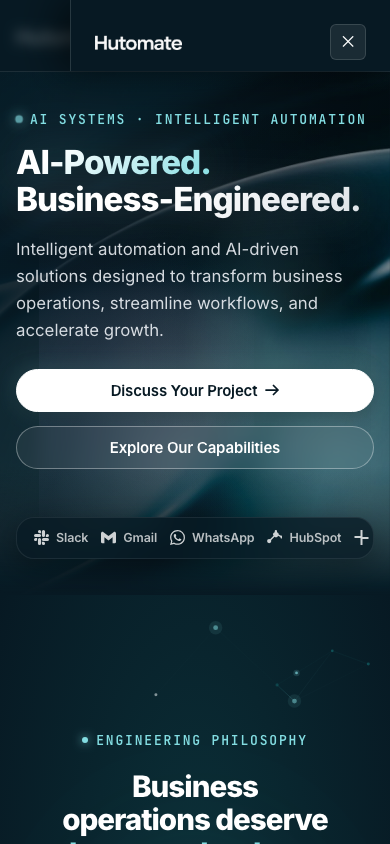 Hutomate
AI SYSTEMS · INTELLIGENT AUTOMATION
AI-Powered.
Business-Engineered.
Intelligent automation and AI-driven
solutions designed to transform business
operations, streamline workflows, and
accelerate growth.
Discuss Your Project →
Explore Our Capabilities
Slack Gmail WhatsApp HubSpot
ENGINEERING PHILOSOPHY
Business
operations deserve